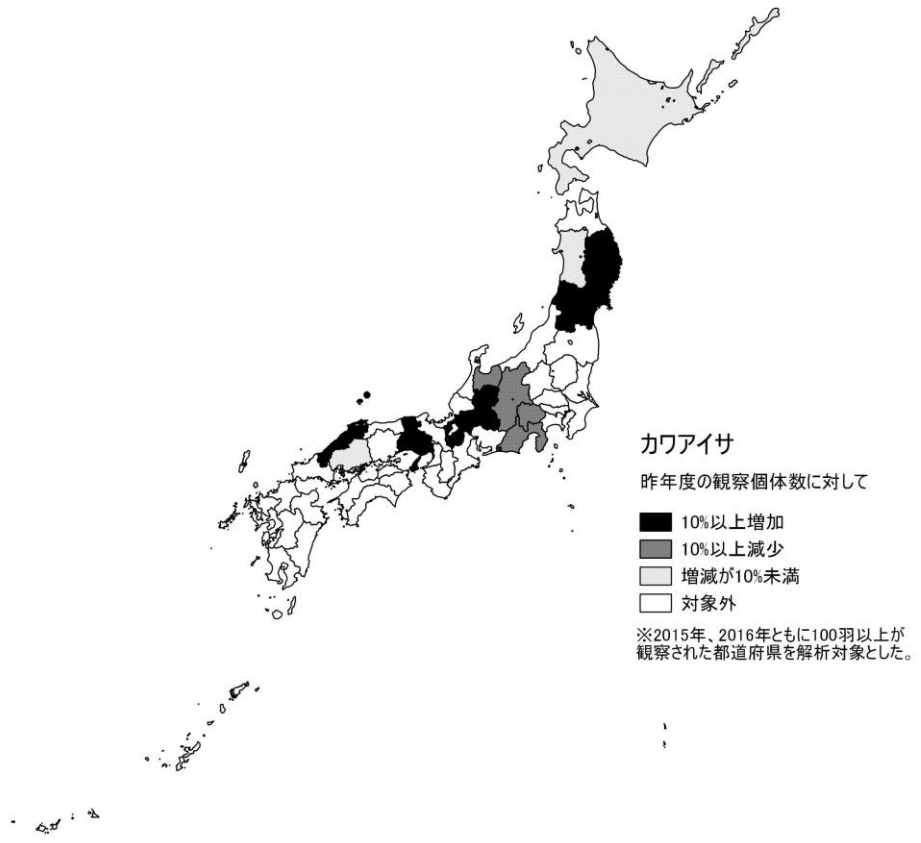 カワアイサ
昨年度の観察個体数に対して
10%以上増加
10%以上減少
増減が10%未満
対象外
※2015年、2016年ともに100羽以上が
観察された都道府県を解析対象とした。